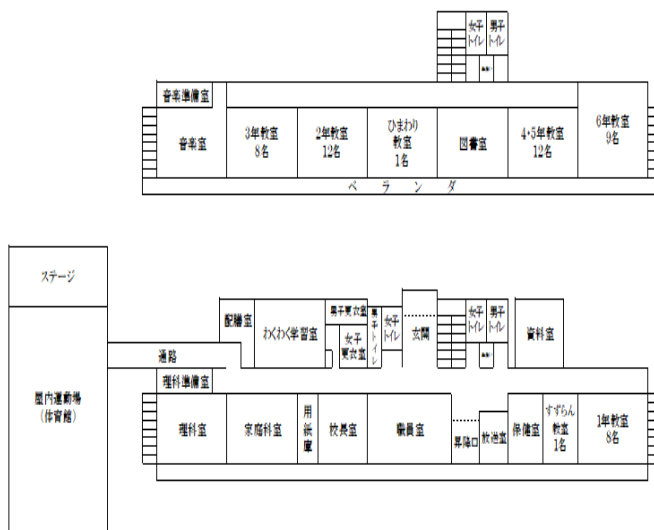 女子
トイレ
男子
トイレ
音楽準備室
音楽室
3年教室
8名
2年教室
12名
ひまわり
教室
1名
図書室
4・5年教室
12名
6年教室
9名
ベランダ
ステージ
屋内運動場
(体育館)
通路
配膳室
わくわく学習室
男子更衣室
女子
更衣室
男子トイレ
女子
トイレ
玄関
女子
トイレ
男子
トイレ
資料室
理科準備室
理科室
家庭科室
用紙庫
校長室
職員室
昇降口
放送室
保健室
すずらん
教室
1名
1年教室
8名